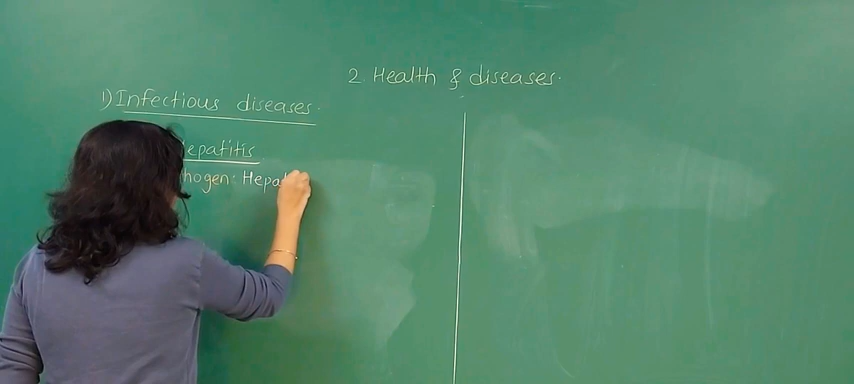 2. Health & diseases.
1) Infectious diseases.
epatitis
hogen: Hepa